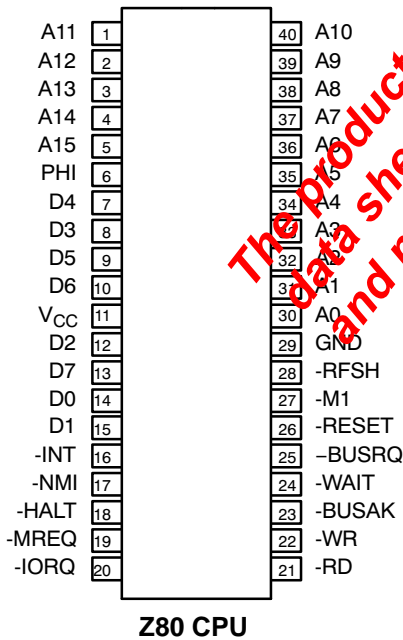 A11 1 40 A10
A12 2 39 A9
A13 3 38 A8
A14 4 37 A7
A15 5 36 A6
PHI 6 35 A5
D4 7 34 A4
D3 8 33 A3
D5 9 32 A2
D6 10 31 A1
VCC 11 30 A0
D2 12 29 GND
D7 13 28 -RFSH
D0 14 27 -M1
D1 15 26 -RESET
-INT 16 25 –BUSRQ
-NMI 17 24 -WAIT
-HALT 18 23 -BUSAK
-MREQ 19 22 -WR
-IORQ 20 21 -RD
Z80 CPU
The product
data she
and